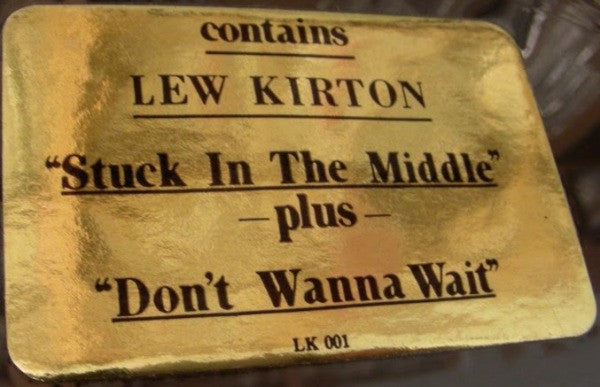 contains
LEW KIRTON
“Stuck In The Middle”
—plus—
“Don't Wanna Wait”
LK 001